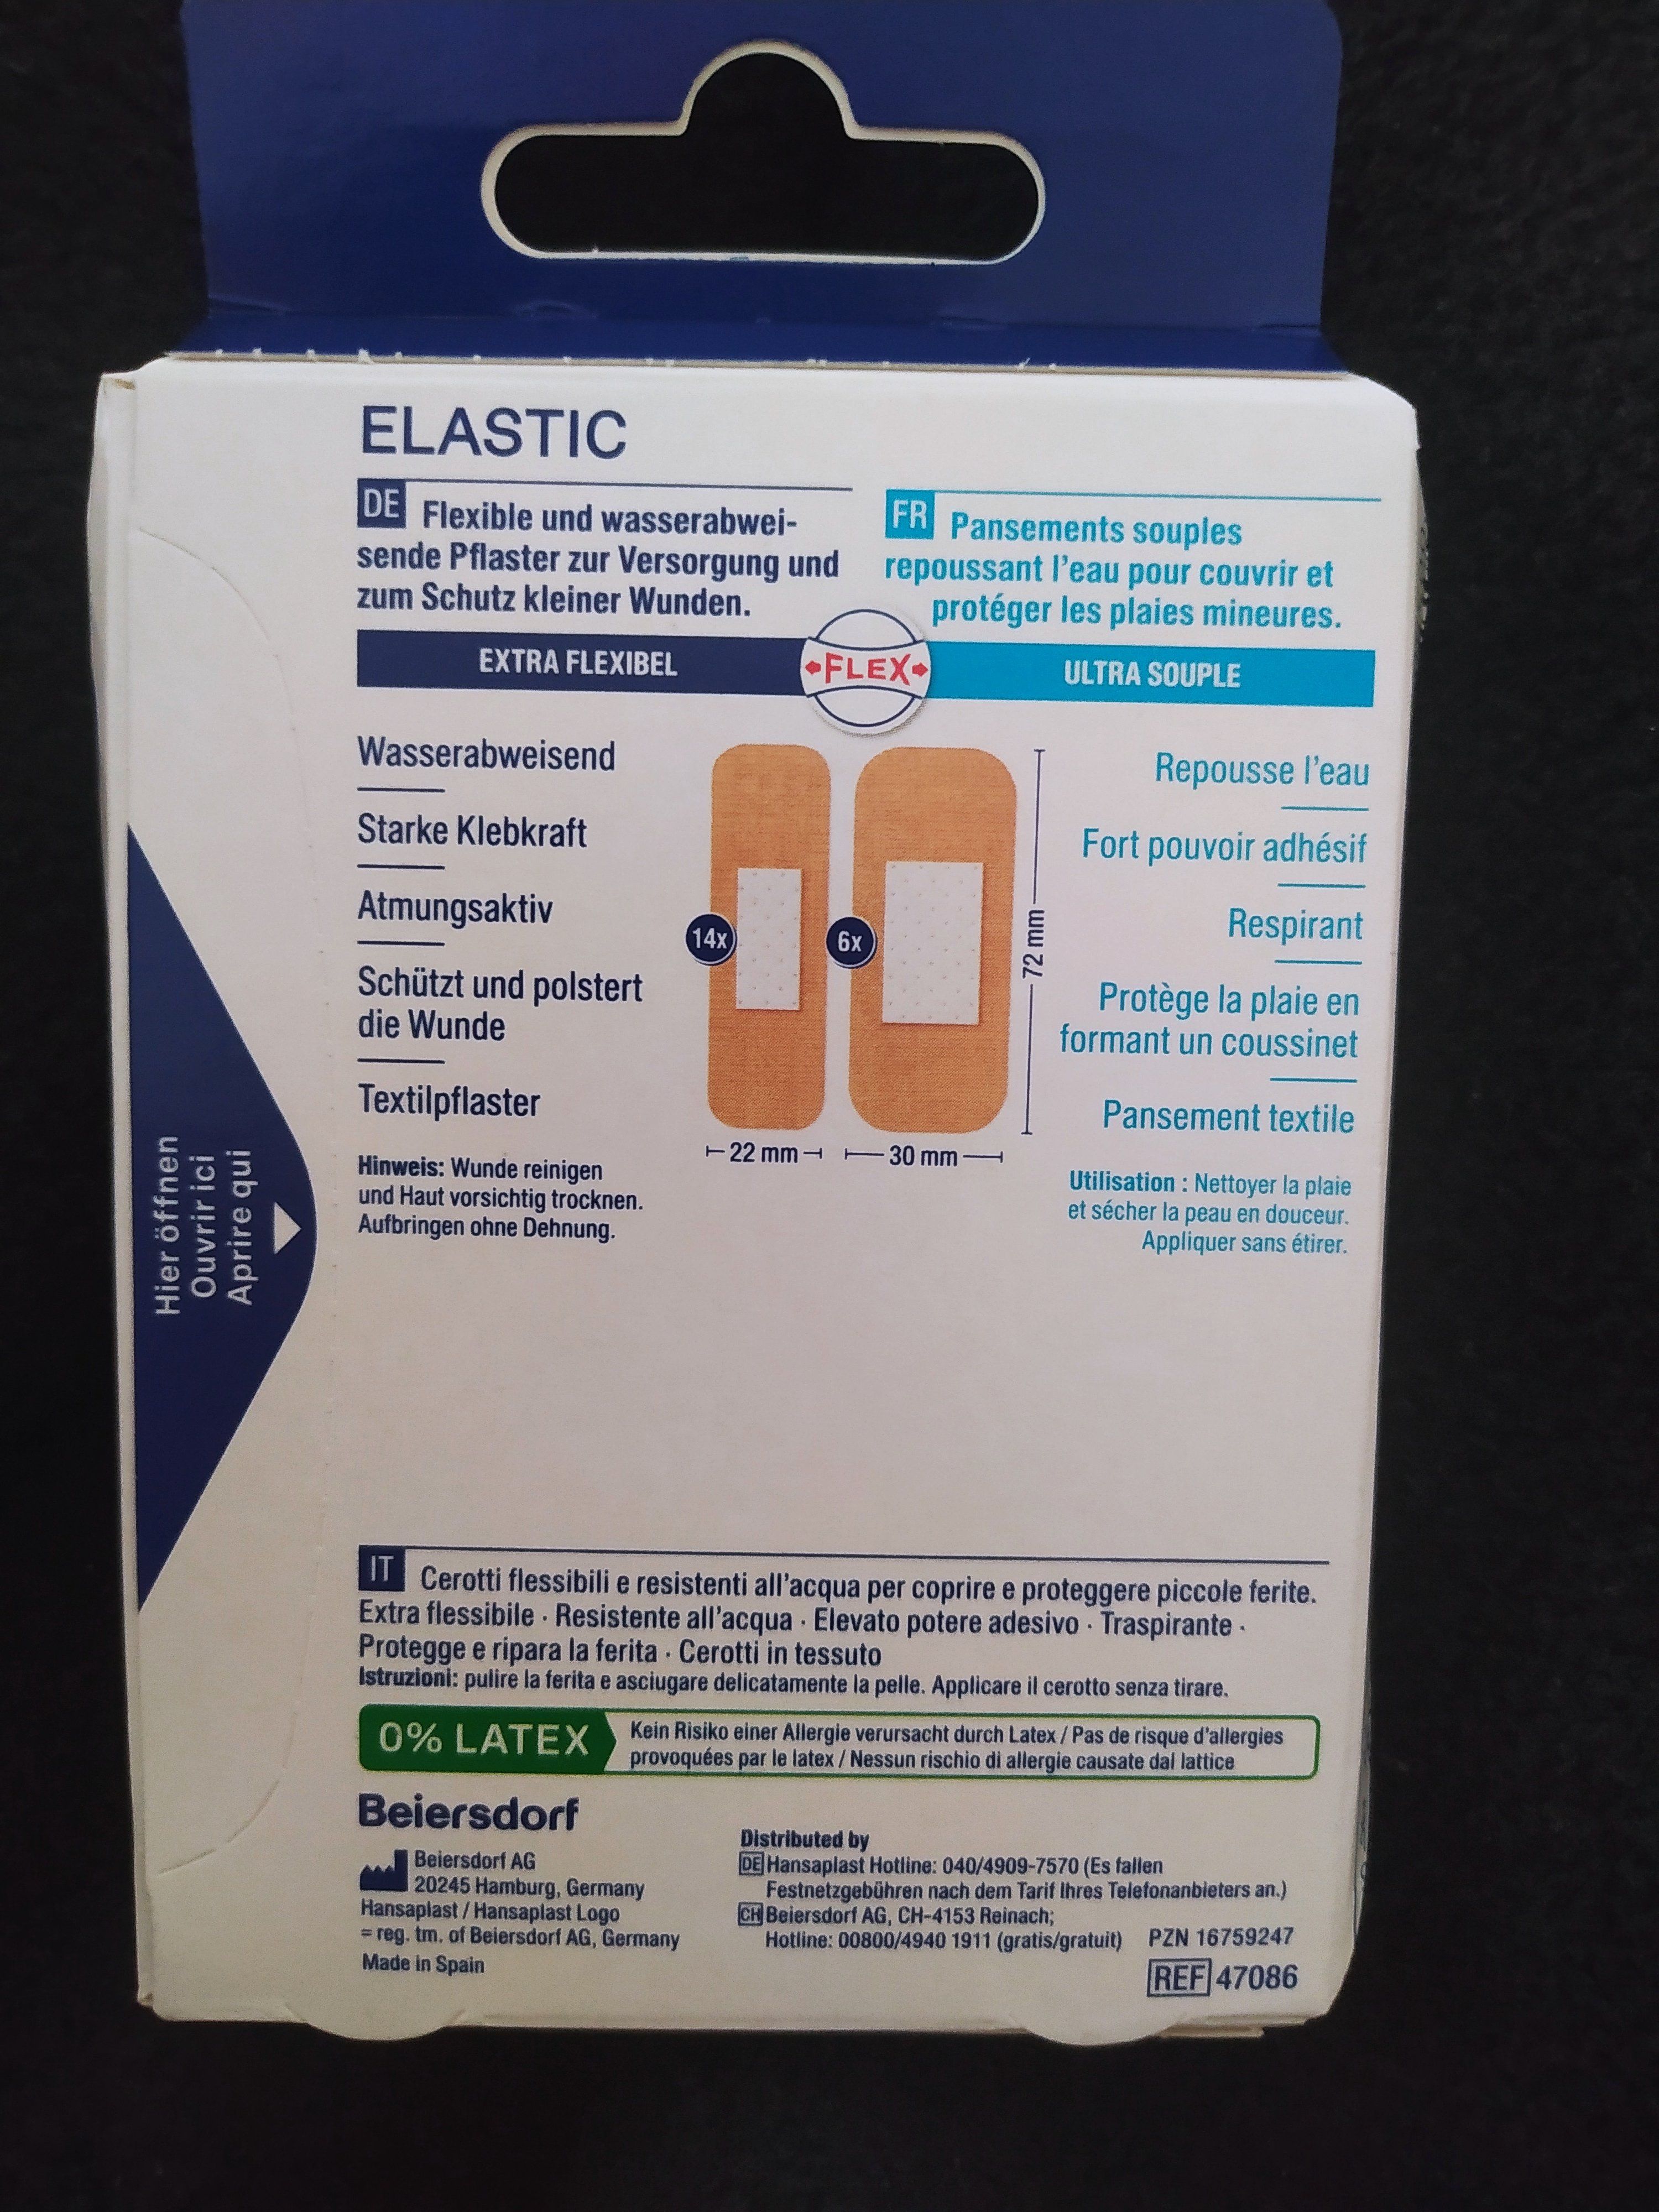 ELASTIC
DE Flexible und wasserabwei-
sende Pflaster zur Versorgung und
zum Schutz kleiner Wunden.
FR Pansements souples
repoussant l'eau pour couvrir et
protéger les plaies mineures.
EXTRA FLEXIBEL
FLEX
ULTRA SOUPLE
Wasserabweisend
Starke Klebkraft
Atmungsaktiv
Schützt und polstert
die Wunde
Textilpflaster
Hinweis: Wunde reinigen
und Haut vorsichtig trocknen.
Aufbringen ohne Dehnung.
14x
6x
72 mm
22 mm
30 mm
Repousse l'eau
Fort pouvoir adhésif
Respirant
Protège la plaie en
formant un coussinet
Pansement textile
Utilisation : Nettoyer la plaie
et sécher la peau en douceur.
Appliquer sans étirer.
Hier öffnen
Ouvrir ici
Aprire qui
IT Cerotti flessibili e resistenti all'acqua per coprire e proteggere piccole ferite.
Extra flessibile · Resistente all'acqua · Elevato potere adesivo · Traspirante ·
Protegge e ripara la ferita · Cerotti in tessuto
Istruzioni: pulire la ferita e asciugare delicatamente la pelle. Applicare il cerotto senza tirare.
0% LATEX
Kein Risiko einer Allergie verursacht durch Latex / Pas de risque d'allergies
provoquées par le latex / Nessun rischio di allergie causate dal lattice
Beiersdorf
Beiersdorf AG
20245 Hamburg, Germany
Hansaplast / Hansaplast Logo
= reg. tm. of Beiersdorf AG, Germany
Made in Spain
Distributed by
DE Hansaplast Hotline: 040/4909-7570 (Es fallen
Festnetzgebühren nach dem Tarif Ihres Telefonanbieters an.)
CH Beiersdorf AG, CH-4153 Reinach;
Hotline: 00800/4940 1911 (gratis/gratuit)
PZN 16759247
REF 47086